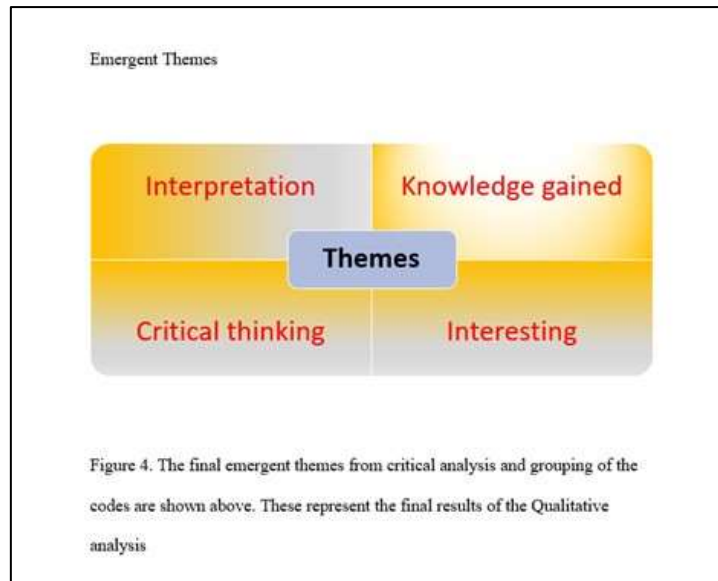 Emergent Themes
Interpretation
Knowledge gained
Themes
Critical thinking
Interesting
Figure 4. The final emergent themes from critical analysis and grouping of the
codes are shown above. These represent the final results of the Qualitative
analysis